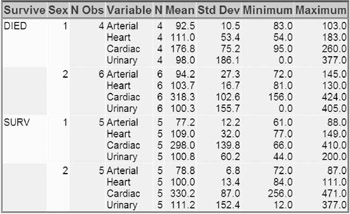 Survive Sex N Obs Variable N Mean Std Dev Minimum Maximum
DIED 1 4 Arterial 4 92.5 10.5 83.0 103.0
Heart 4 111.0 53.4 54.0 183.0
Cardiac 4 176.8 75.2 95.0 260.0
Urinary 4 98.0 186.1 0.0 377.0
2 6 Arterial 6 94.2 27.3 72.0 145.0
Heart 6 103.7 16.7 81.0 130.0
Cardiac 6 318.3 102.6 156.0 424.0
Urinary 6 100.3 155.7 0.0 405.0
SURV 1 5 Arterial 5 77.2 12.2 61.0 88.0
Heart 5 109.0 32.0 77.0 149.0
Cardiac 5 298.0 139.8 66.0 410.0
Urinary 5 100.8 60.2 44.0 200.0
2 5 Arterial 5 78.8 6.8 72.0 87.0
Heart 5 100.0 13.4 84.0 111.0
Cardiac 5 330.2 87.0 256.0 471.0
Urinary 5 111.2 152.4 12.0 377.0